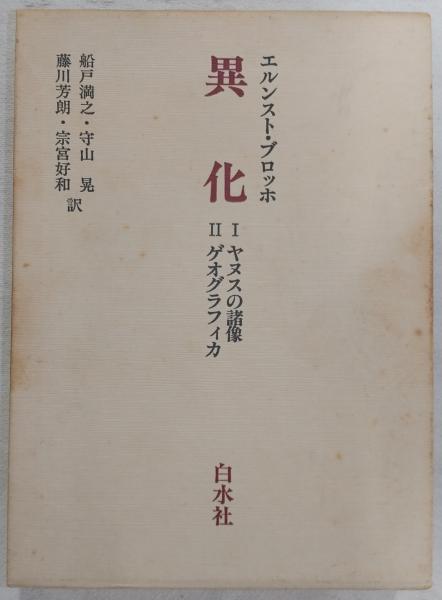 エルンスト・ブロッホ
異化
Ⅰ ヤヌスの諸像
Ⅱ ゲオグラフィカ
船戸満之・守山 晃
藤川芳朗・宗宮好和
訳
白水社